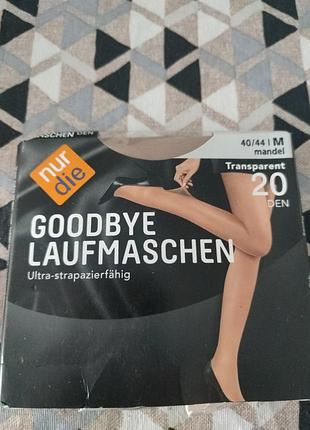 MASCHEN DEN
40/44 | M
mandel
Transparent
20
DEN
nur
die
GOODBYE
LAUFMASCHEN
Ultra-strapazierfähig